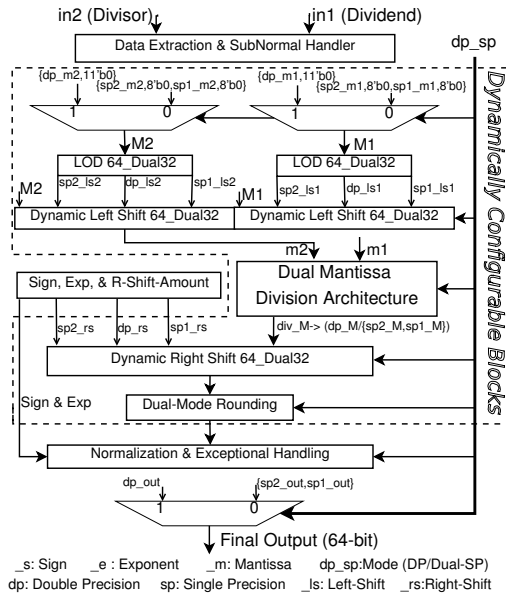 in2 (Divisor) in1 (Dividend)
dp_sp
Data Extraction & SubNormal Handler
{dp_m2,11'b0} {dp_m1,11'b0}
{sp2_m2,8'b0,sp1_m2,8'b0} {sp2_m1,8'b0,sp1_m1,8'b0}
1 0 1 0
M2 M1
LOD 64_Dual32 LOD 64_Dual32
M2 sp2_ls2 dp_ls2 sp1_ls2 M1 sp2_ls1 dp_ls1 sp1_ls1
Dynamic Left Shift 64_Dual32 Dynamic Left Shift 64_Dual32
m2 m1
Dual Mantissa
Division Architecture
Sign, Exp, & R-Shift-Amount
sp2_rs dp_rs sp1_rs div_M-> (dp_M/{sp2_M,sp1_M})
Dynamic Right Shift 64_Dual32
Sign & Exp
Dual-Mode Rounding
Dynamically Configurable Blocks
Normalization & Exceptional Handling
dp_out {sp2_out,sp1_out}
1 0
Final Output (64-bit)
_s: Sign _e : Exponent _m: Mantissa dp_sp:Mode (DP/Dual-SP)
dp: Double Precision sp: Single Precision _ls: Left-Shift _rs:Right-Shift